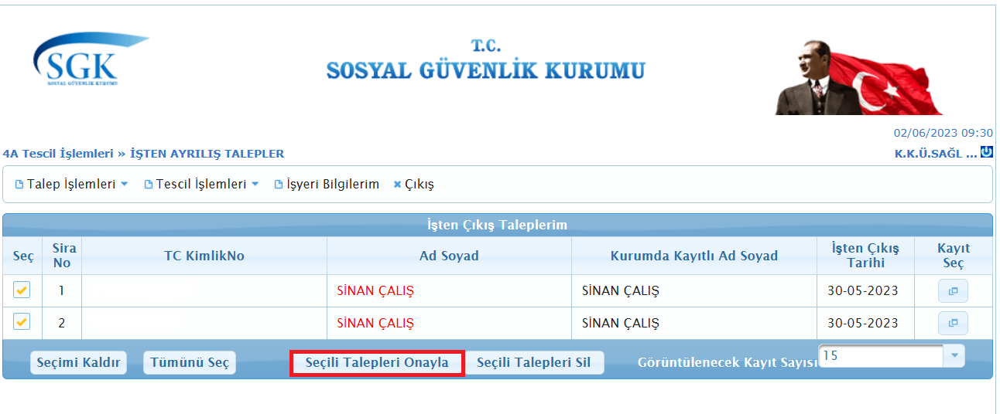 SGK
SOSYAL GÜVENLİK KURUMU
T.C.
SOSYAL GÜVENLİK KURUMU
02/06/2023 09:30
4A Tescil İşlemleri » İŞTEN AYRILIŞ TALEPLER
K.K.Ü.SAĞL ...
Talep İşlemleri Tescil İşlemleri İşyeri Bilgilerim Çıkış
İşten Çıkış Taleplerim
Seç Sira No TC KimlikNo Ad Soyad Kurumda Kayıtlı Ad Soyad İşten Çıkış Tarihi Kayıt Seç
1 SİNAN ÇALIŞ SİNAN ÇALIŞ 30-05-2023
2 SİNAN ÇALIŞ SİNAN ÇALIŞ 30-05-2023
Seçimi Kaldır Tümünü Seç Seçili Talepleri Onayla Seçili Talepleri Sil Görüntülenecek Kayıt Sayısı 15